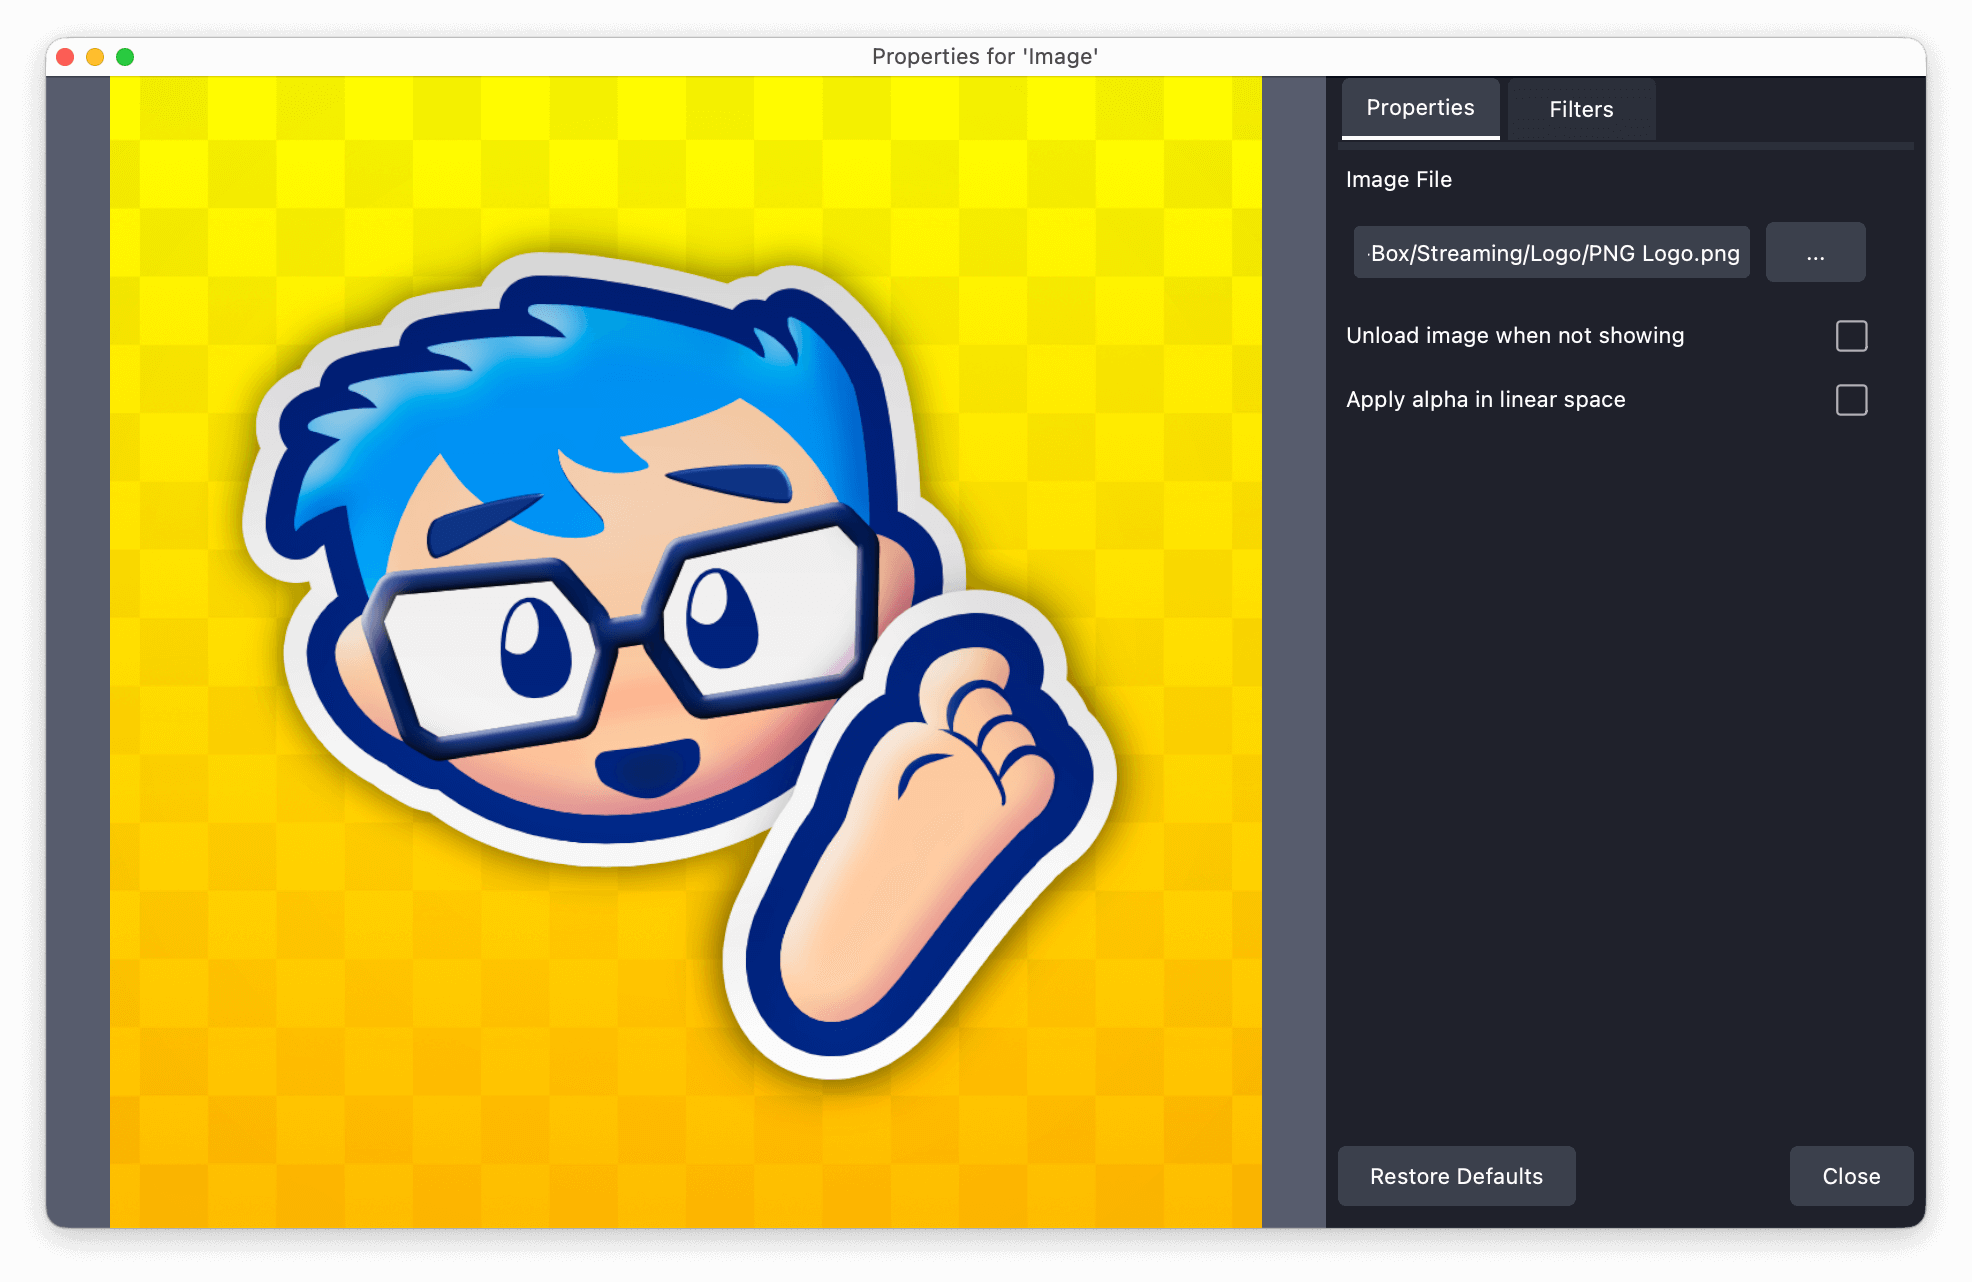 Properties for 'Image'
Properties
Filters
Image File
Box/Streaming/Logo/PNG Logo.png
...
Unload image when not showing
Apply alpha in linear space
Restore Defaults
Close